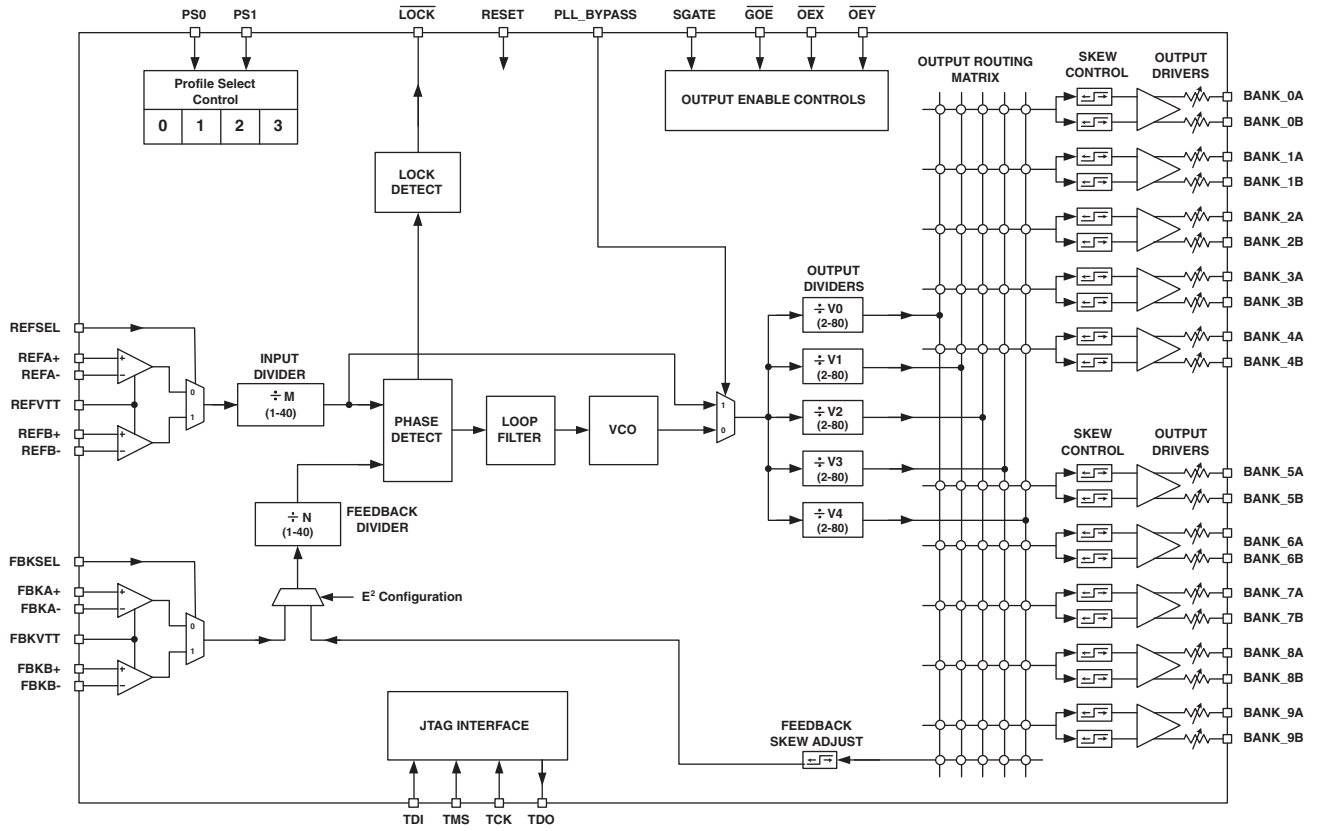 PS0 PS1 LOCK RESET PLL_BYPASS SGATE GOE OEX OEY
Profile Select
Control
0 1 2 3
LOCK
DETECT
OUTPUT ENABLE CONTROLS
OUTPUT ROUTING
MATRIX
SKEW
CONTROL
OUTPUT
DRIVERS
BANK_0A
BANK_0B
BANK_1A
BANK_1B
BANK_2A
BANK_2B
BANK_3A
BANK_3B
BANK_4A
BANK_4B
REFSEL
REFA+
REFA-
REFVTT
REFB+
REFB-
+
−
+
−
0
1
INPUT
DIVIDER
÷ M
(1-40)
PHASE
DETECT
LOOP
FILTER
VCO
1
0
OUTPUT
DIVIDERS
÷ V0
(2-80)
÷ V1
(2-80)
÷ V2
(2-80)
÷ V3
(2-80)
÷ V4
(2-80)
SKEW
CONTROL
OUTPUT
DRIVERS
BANK_5A
BANK_5B
BANK_6A
BANK_6B
BANK_7A
BANK_7B
BANK_8A
BANK_8B
BANK_9A
BANK_9B
÷ N
(1-40)
FEEDBACK
DIVIDER
E² Configuration
FBKSEL
FBKA+
FBKA-
FBKVTT
FBKB+
FBKB-
+
−
+
−
0
1
JTAG INTERFACE
FEEDBACK
SKEW ADJUST
TDI TMS TCK TDO